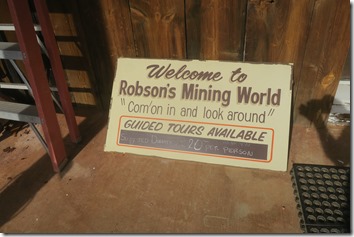 Welcome to
Robson's Mining World
"Com'on in and look around"
GUIDED TOURS AVAILABLE
PER PERSON